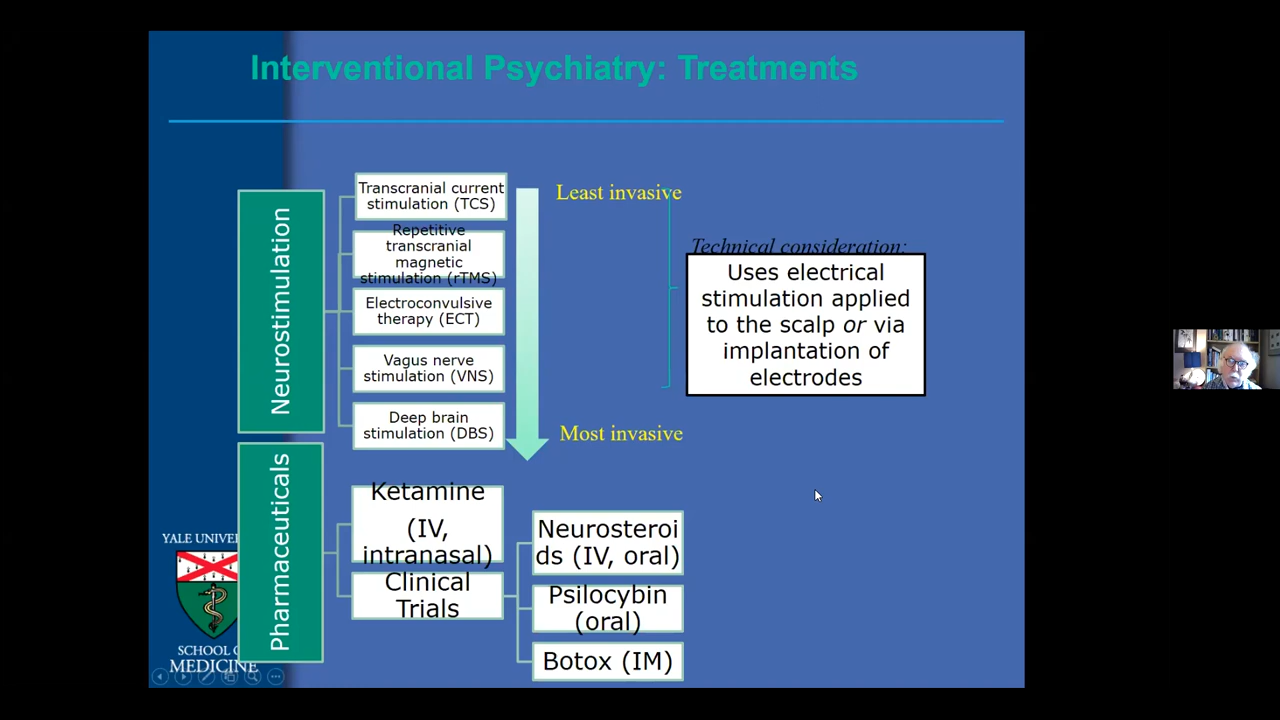 Interventional Psychiatry: Treatments
Neurostimulation
Transcranial current
stimulation (TCS)
Repetitive
transcranial
magnetic
stimulation (rTMS)
Electroconvulsive
therapy (ECT)
Vagus nerve
stimulation (VNS)
Deep brain
stimulation (DBS)
Least invasive
Most invasive
Technical consideration:
Uses electrical
stimulation applied
to the scalp or via
implantation of
electrodes
Pharmaceuticals
Ketamine
(IV,
intranasal)
Clinical
Trials
Neurosteroi
ds (IV, oral)
Psilocybin
(oral)
Botox (IM)
YALE UNIVE
SCHOOL O
MEDICINE